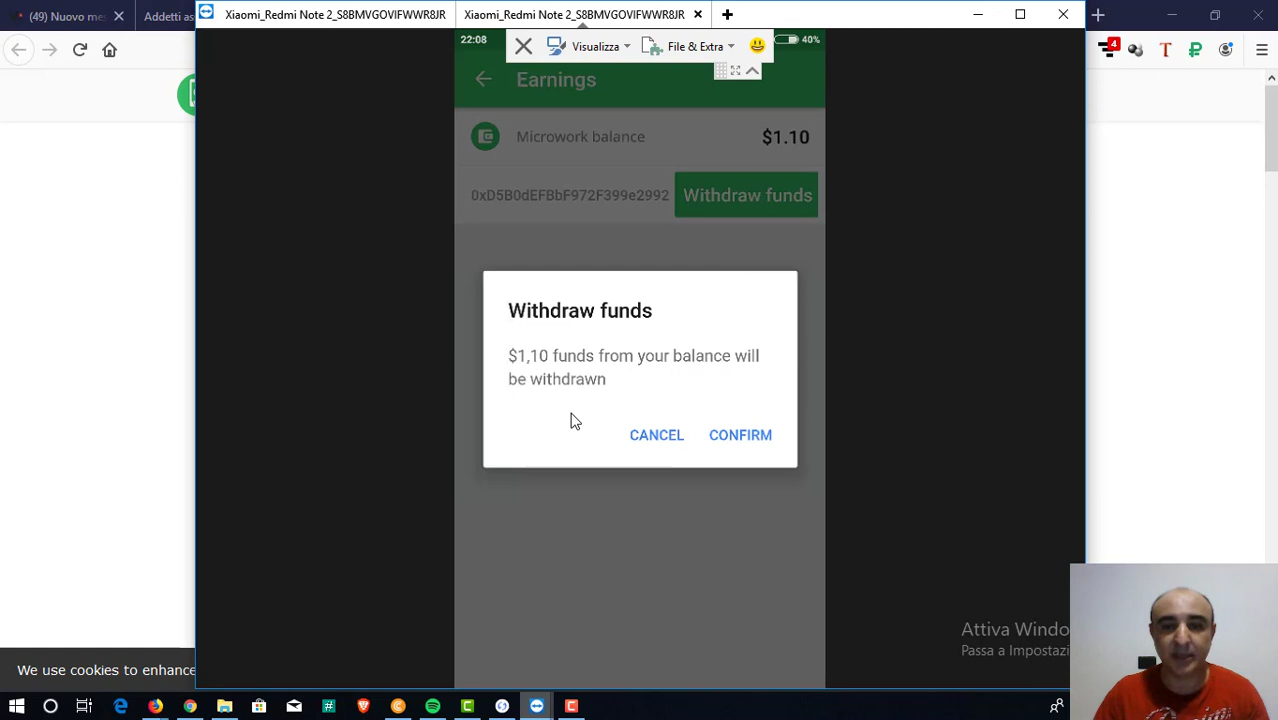 (49) Nuovo me
Addetti as
Xiaomi_Redmi Note 2_S8BMVGOVIFWWR8JR
Xiaomi_Redmi Note 2_S8BMVGOVIFWWR8JR
22:08
Visualizza
File & Extra
40%
4
Earnings
Microwork balance
$1.10
0xD5B0dEFBbF972F399e2992
Withdraw funds
Withdraw funds
$1,10 funds from your balance will
be withdrawn
CANCEL
CONFIRM
Attiva Windo
Passa a Impostazi
We use cookies to enhance